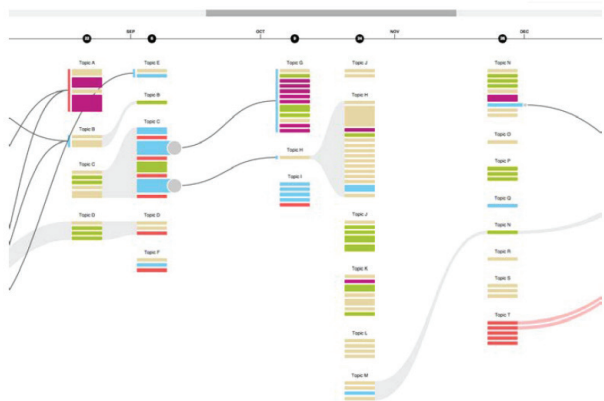 SEP
OCT
NOV
DEC
Topic A
Topic E
Topic G
Topic J
Topic N
Topic B
Topic H
Topic B
Topic C
Topic O
Topic H
Topic C
Topic P
Topic I
Topic Q
Topic D
Topic D
Topic J
Topic N
Topic F
Topic R
Topic K
Topic S
Topic T
Topic L
Topic M